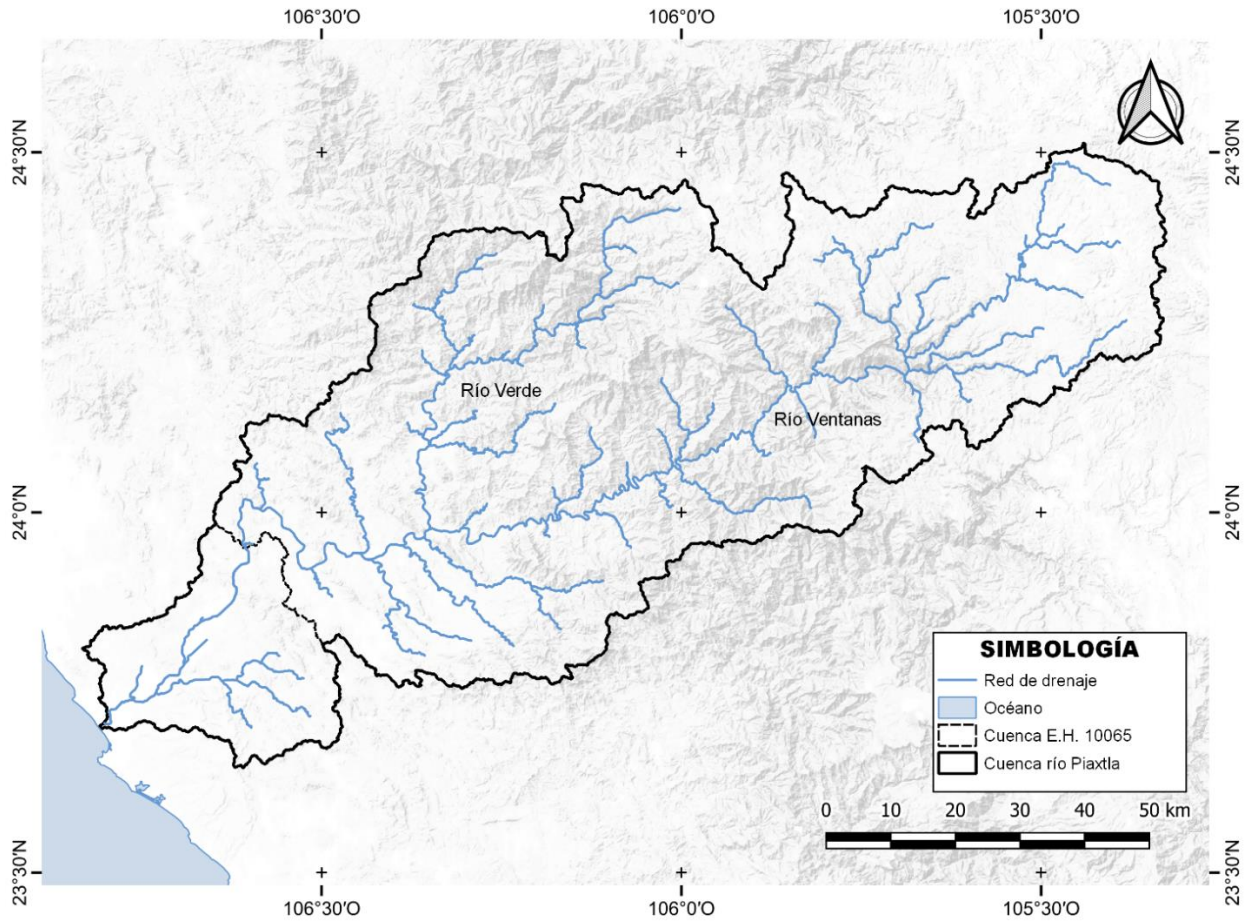 106°30'O 106°0'O 105°30'O
24°30'N 24°30'N
Río Verde
Río Ventanas
24°0'N 24°0'N
SIMBOLOGÍA
Red de drenaje
Océano
Cuenca E.H. 10065
Cuenca río Piaxtla
0 10 20 30 40 50 km
23°30'N 23°30'N
106°30'O 106°0'O 105°30'O